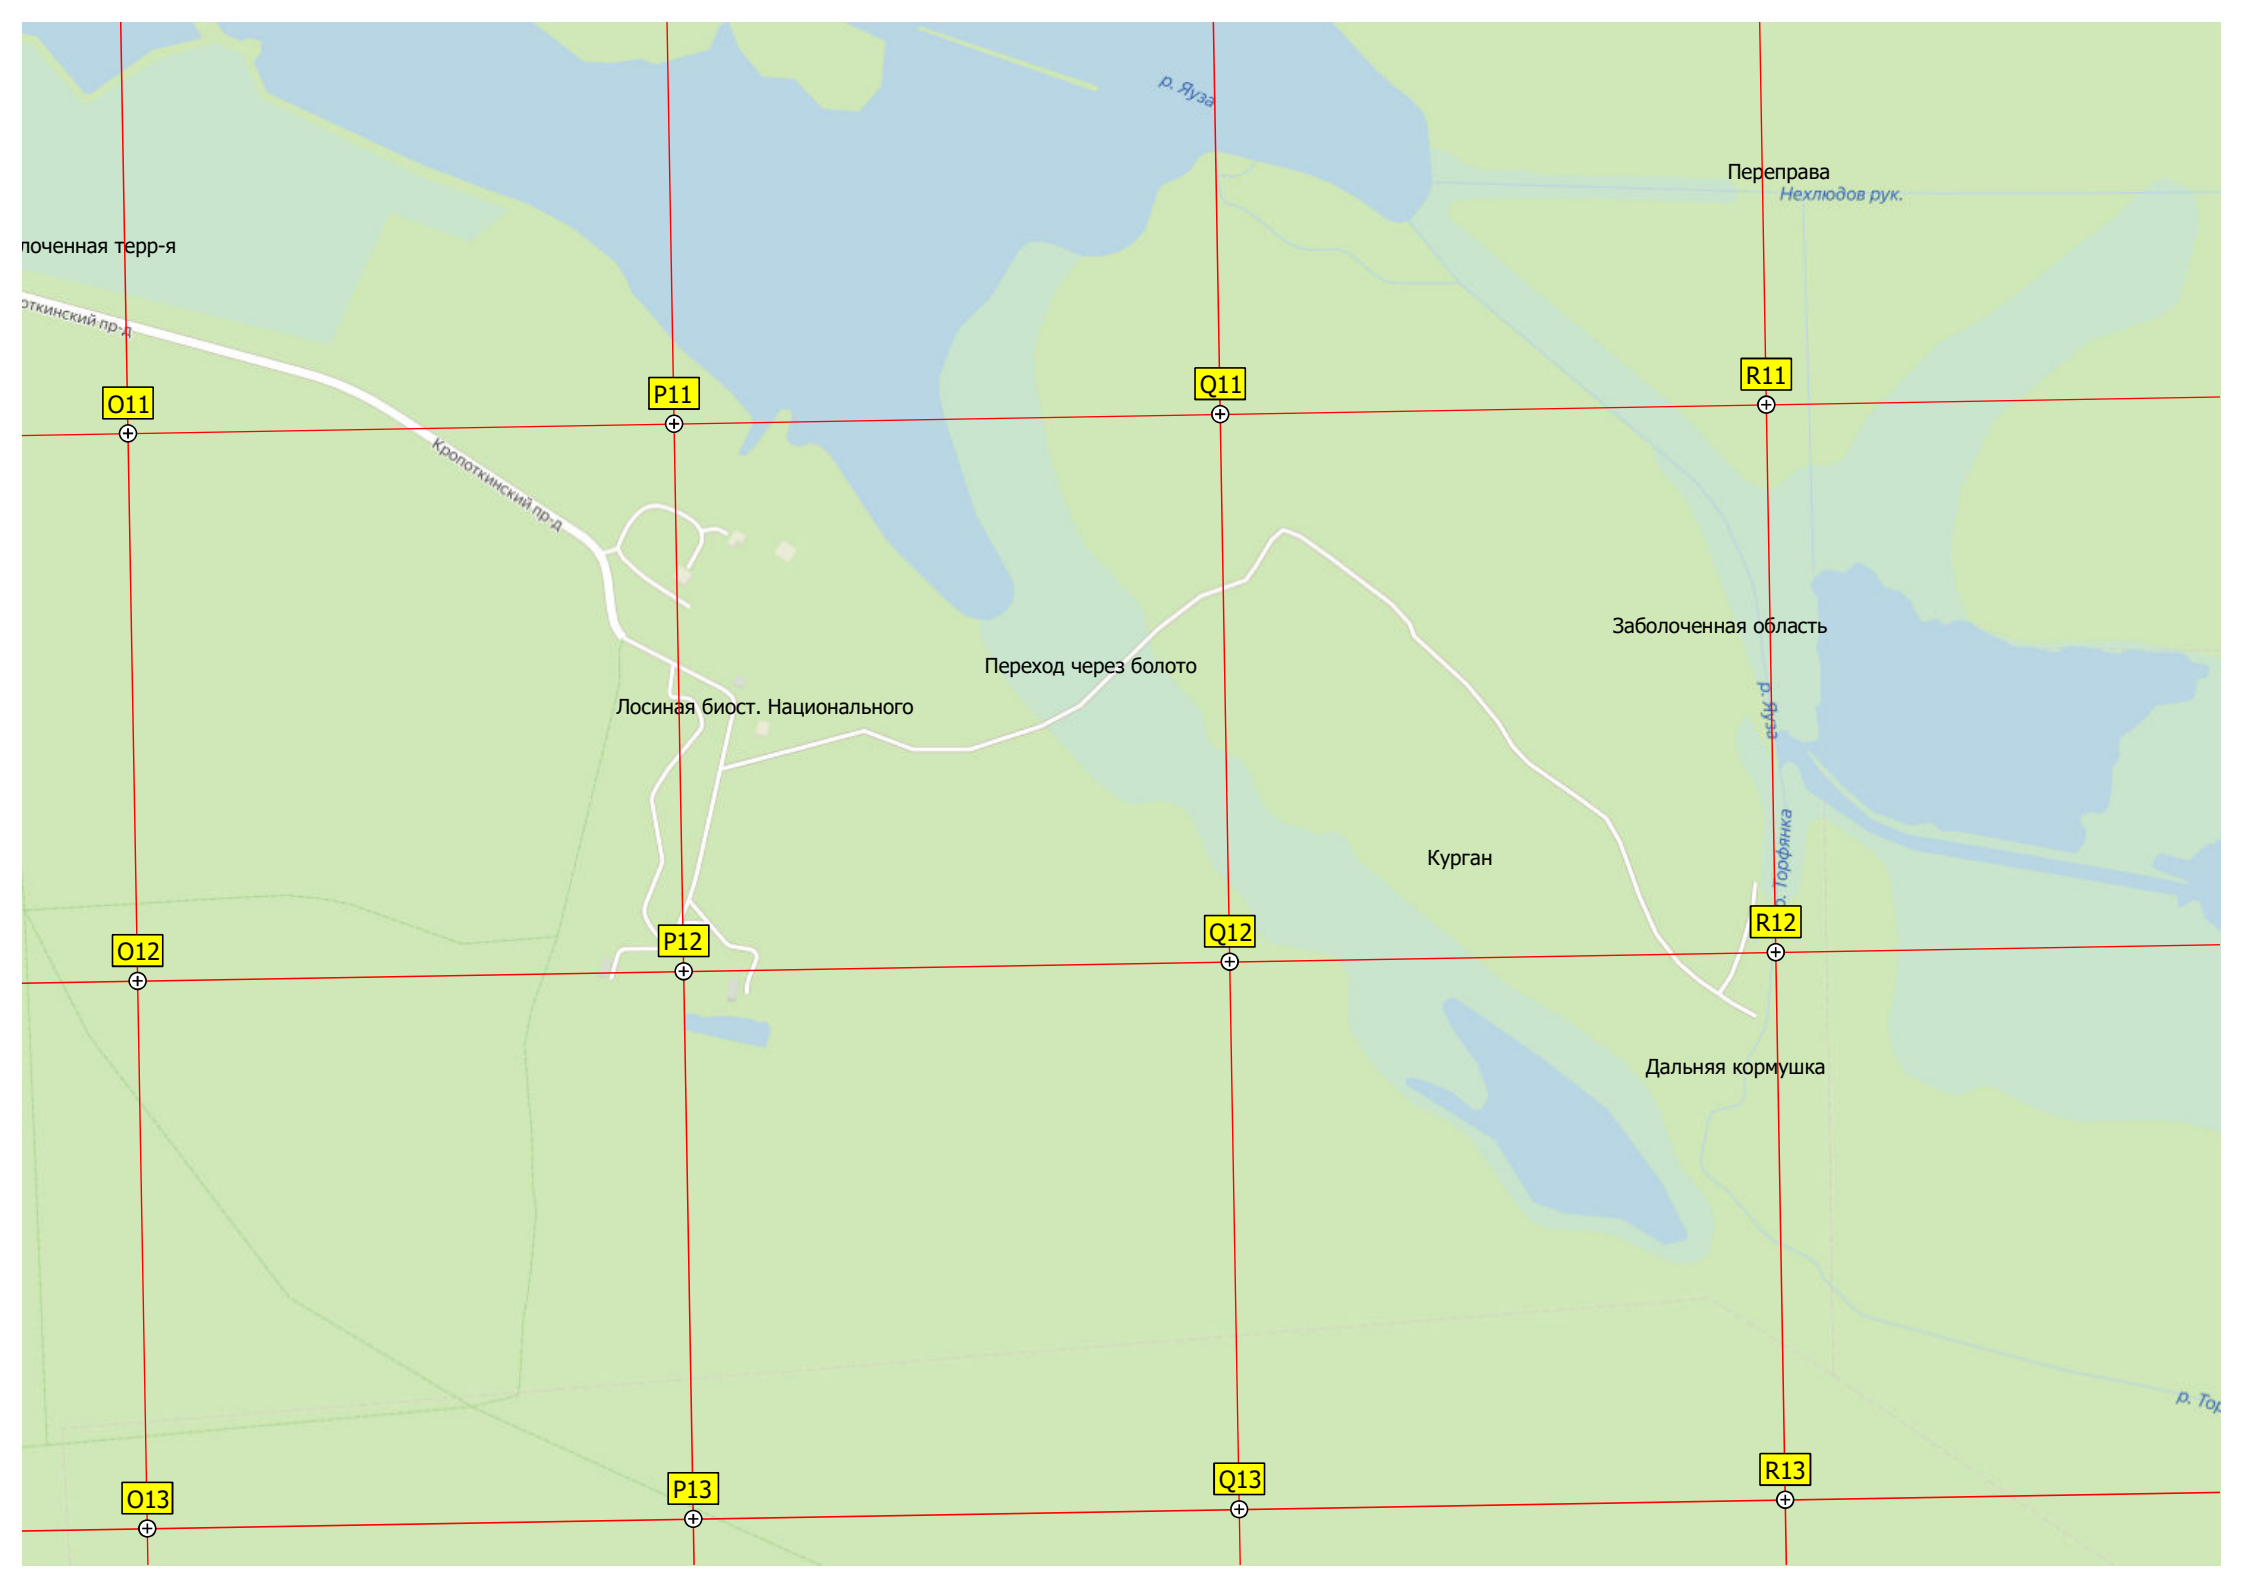 р. Яуза
Переправа
Нехлюдов рук.
лоченная терр-я
откинский пр-д
R11
Q11
P11
O11
Кропоткинский пр-д
Заболоченная область
Переход через болото
Лосиная биост. Национального
р. Яуза
р. Торфянка
Курган
R12
Q12
P12
O12
Дальняя кормушка
р. Тор
R13
Q13
P13
O13